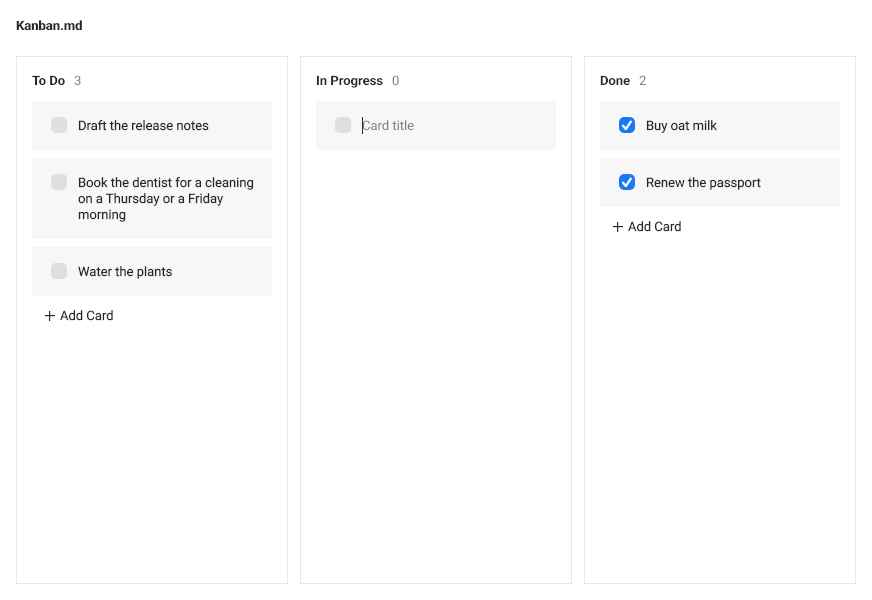 Kanban.md
To Do 3
Draft the release notes
Book the dentist for a cleaning
on a Thursday or a Friday
morning
Water the plants
+ Add Card
In Progress 0
Card title
Done 2
Buy oat milk
Renew the passport
+ Add Card